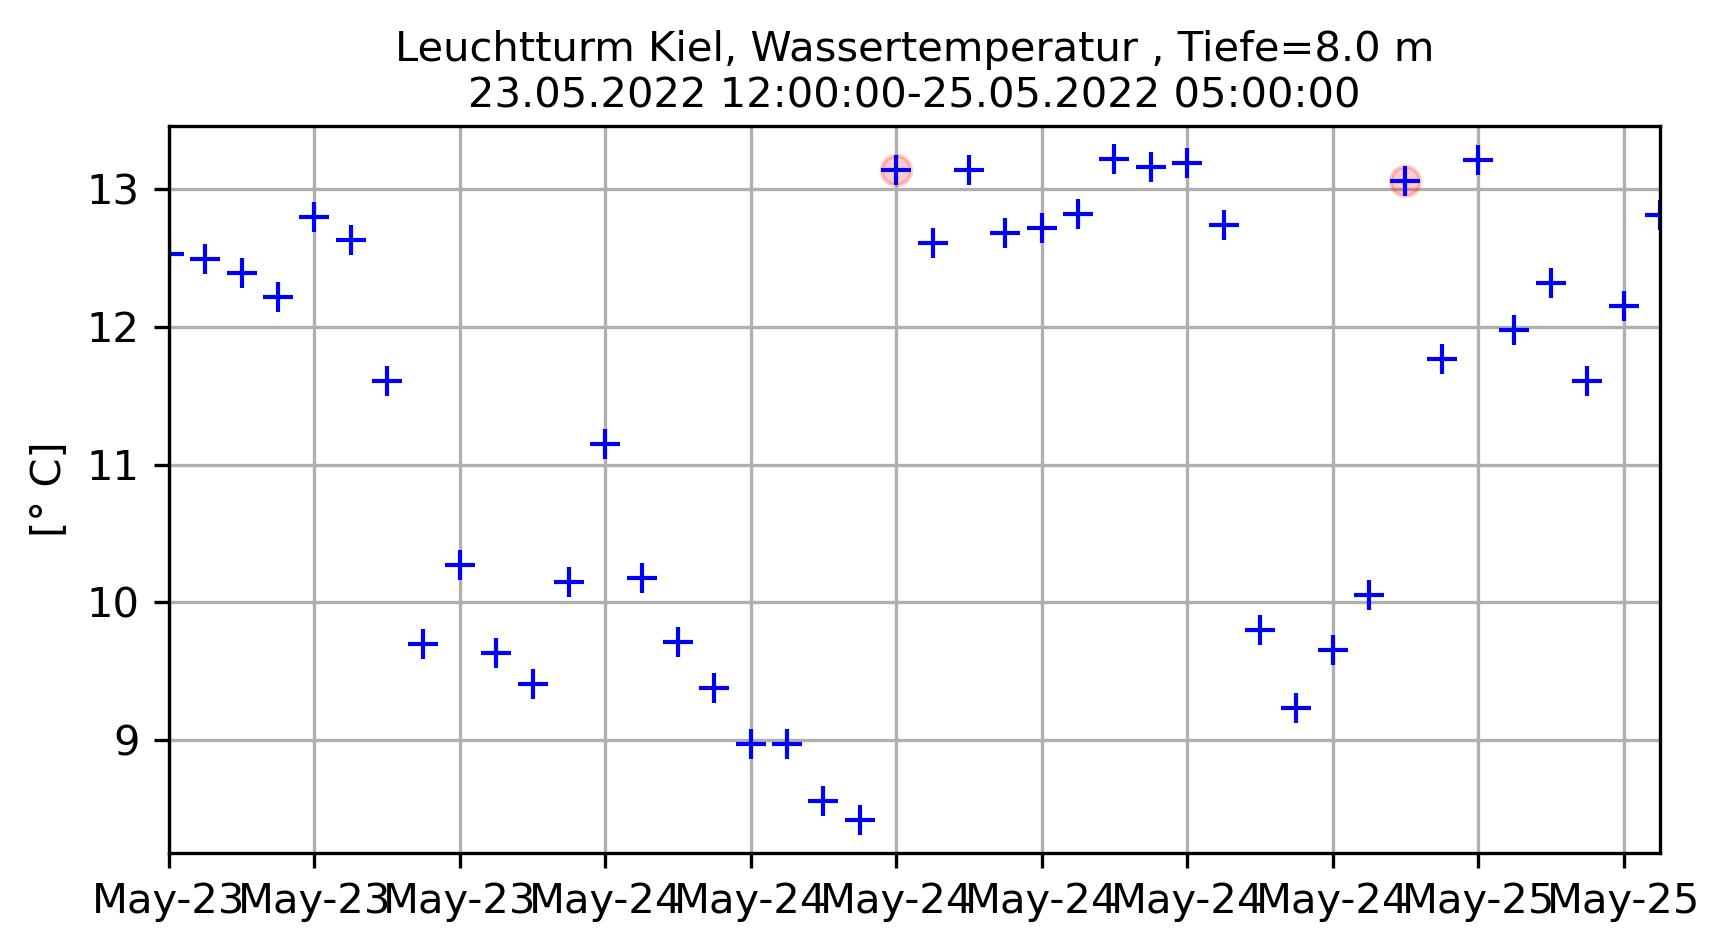 Leuchtturm Kiel, Wassertemperatur , Tiefe=8.0 m
23.05.2022 12:00:00-25.05.2022 05:00:00
13
12
11
10
9
[° C]
May-23 May-23 May-23 May-24 May-24 May-24 May-24 May-24 May-24 May-25 May-25